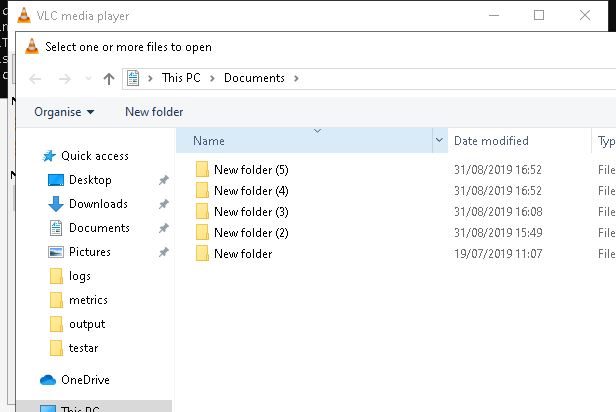 VLC media player
Select one or more files to open
This PC
Documents
Organise
New folder
Name
Date modified
Typ
Quick access
Desktop
Downloads
Documents
Pictures
logs
metrics
output
testar
OneDrive
This PC
New folder (5) 31/08/2019 16:52 File
New folder (4) 31/08/2019 16:52 File
New folder (3) 31/08/2019 16:08 File
New folder (2) 31/08/2019 15:49 File
New folder 19/07/2019 11:07 File